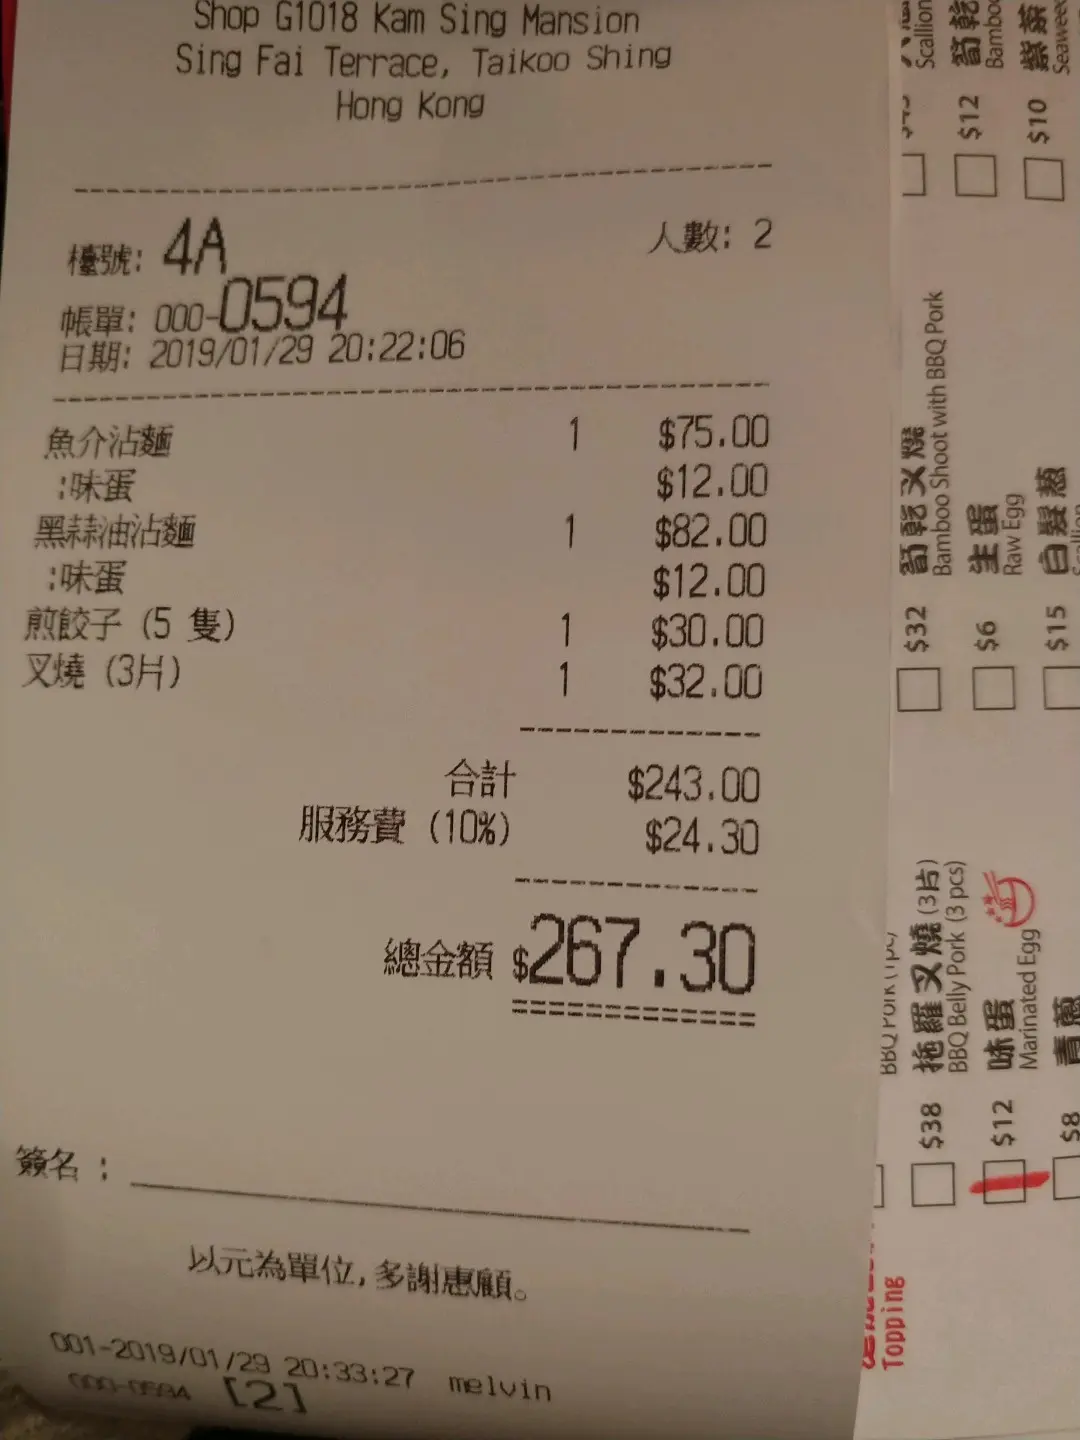 Shop G1018 Kam Sing Mansion
Sing Fai Terrace, Taikoo Shing
Hong Kong
檯號: 4A 人數: 2
帳單: 000-0594
日期: 2019/01/29 20:22:06
魚介沾麵 1 $75.00
:味蛋 $12.00
黑蒜油沾麵 1 $82.00
:味蛋 $12.00
煎餃子 (5 隻) 1 $30.00
叉燒 (3片) 1 $32.00
合計 $243.00
服務費 (10%) $24.30
總金額 $267.30
簽名 :
以元為單位,多謝惠顧。
001-2019/01/29 20:33:27 melvin
000-0594 [2]
Scallion
筍乾
$12
紫菜
Seaweed
$10
筍乾叉燒
Bamboo Shoot with BBQ Pork
$32
生蛋
Raw Egg
$6
白髮葱
$15
拖羅叉燒 (3片)
BBQ Belly Pork (3 pcs)
$38
味蛋
Marinated Egg
$12
青葱
$8
Topping